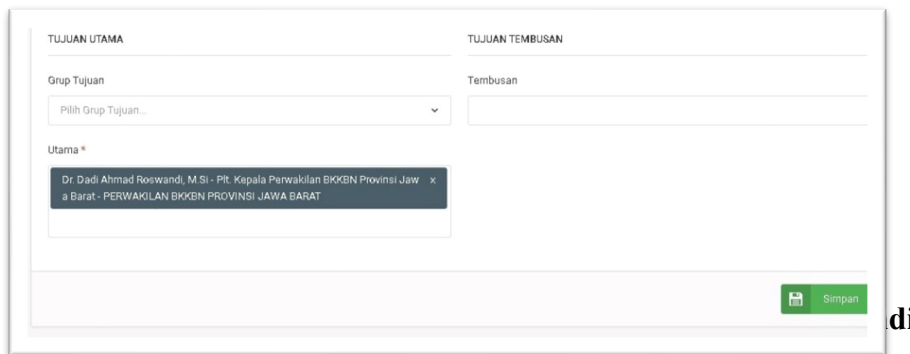 TUJUAN UTAMA
TUJUAN TEMBUSAN
Grup Tujuan
Tembusan
Pilih Grup Tujuan...
Utama *
Dr. Dadi Ahmad Roswandi, M.Si - Plt. Kepala Perwakilan BKKBN Provinsi Jaw x
a Barat - PERWAKILAN BKKBN PROVINSI JAWA BARAT
Simpan